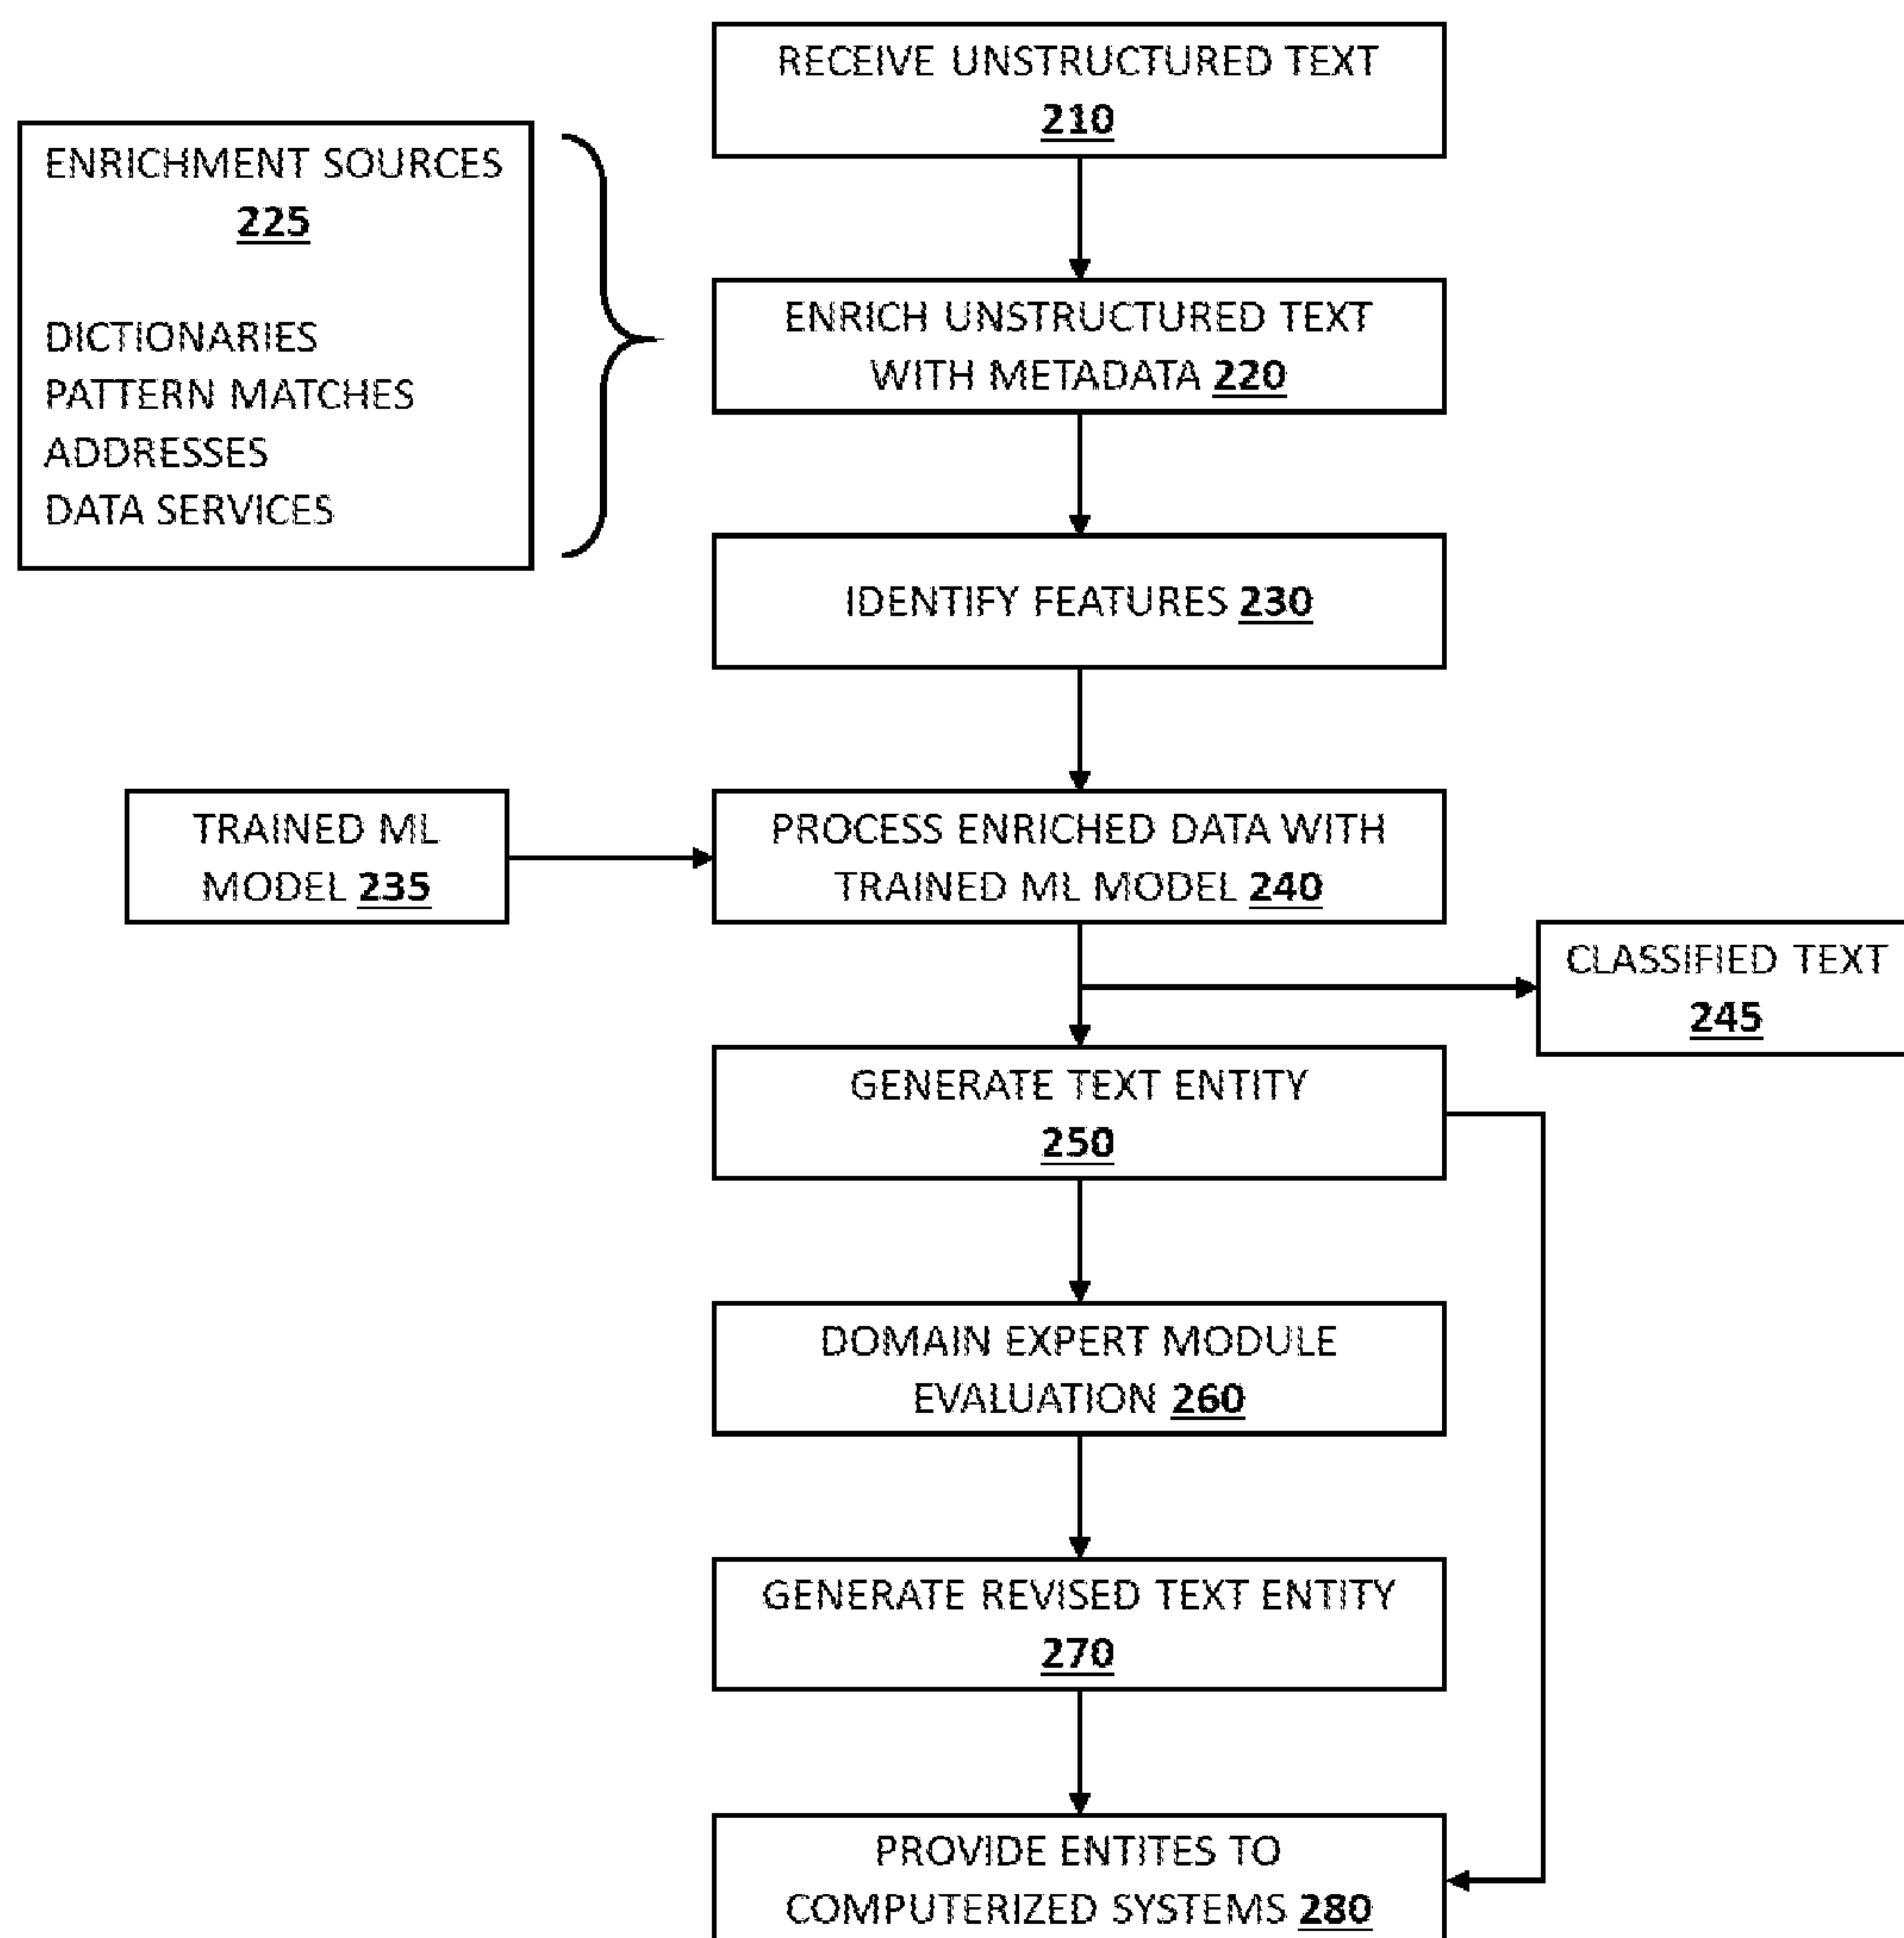 RECEIVE UNSTRUCTURED TEXT
210
ENRICHMENT SOURCES
225
DICTIONARIES
PATTERN MATCHES
ADDRESSES
DATA SERVICES
ENRICH UNSTRUCTURED TEXT
WITH METADATA 220
IDENTIFY FEATURES 230
TRAINED ML
MODEL 235
PROCESS ENRICHED DATA WITH
TRAINED ML MODEL 240
CLASSIFIED TEXT
245
GENERATE TEXT ENTITY
250
DOMAIN EXPERT MODULE
EVALUATION 260
GENERATE REVISED TEXT ENTITY
270
PROVIDE ENTITES TO
COMPUTERIZED SYSTEMS 280